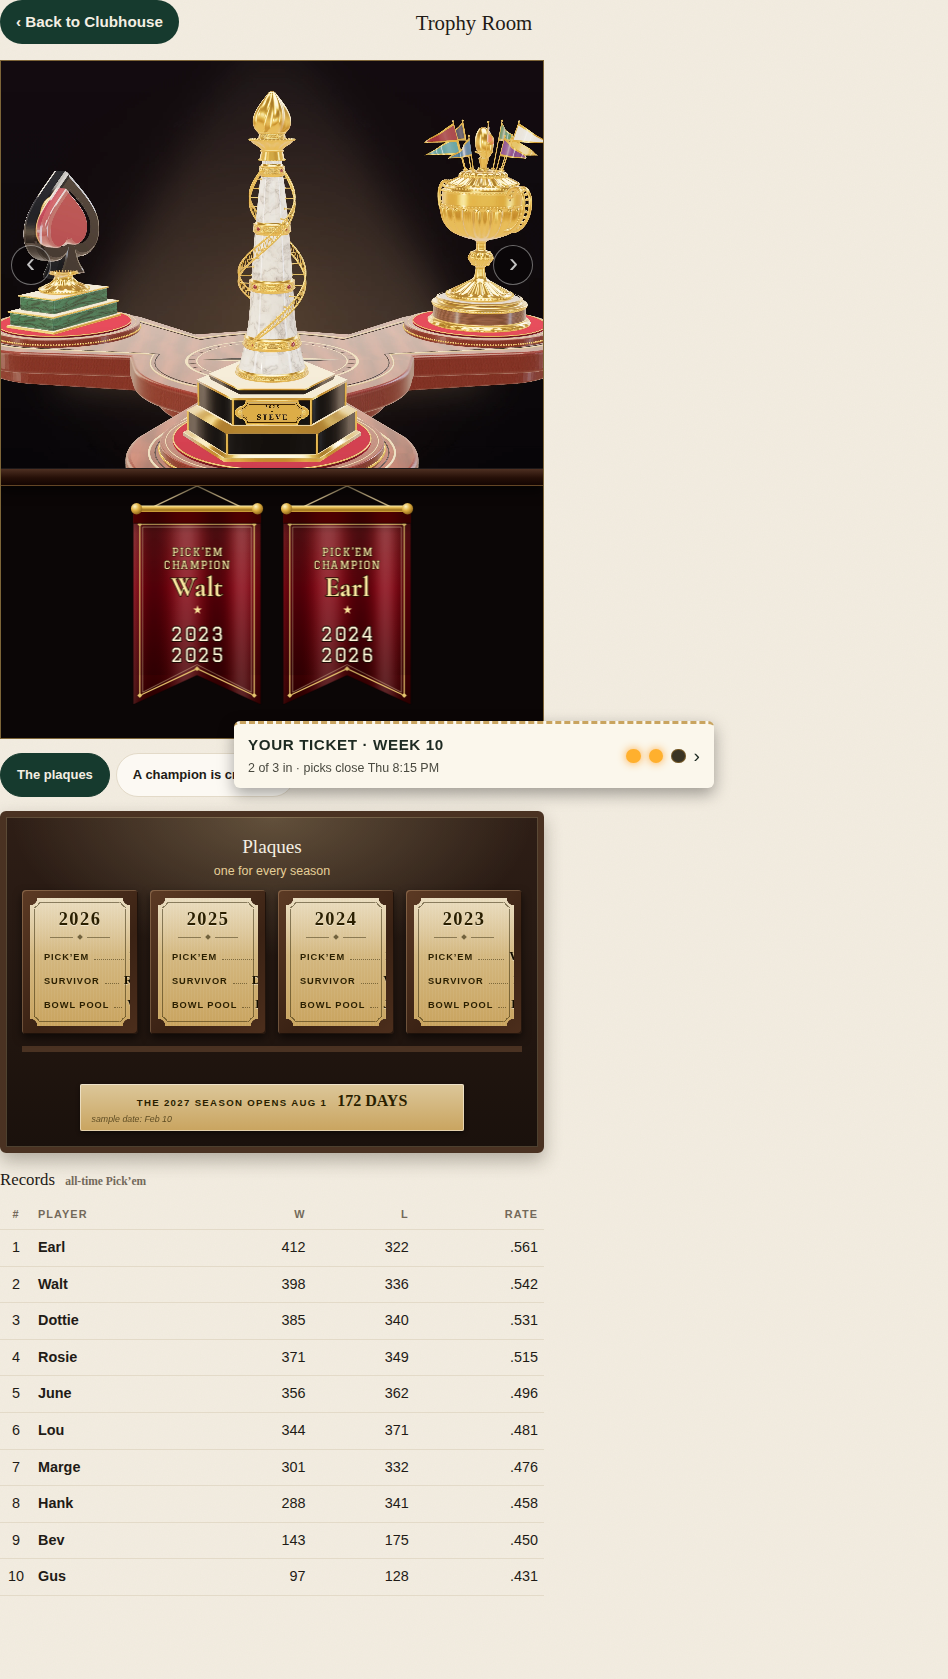 ‹ Back to Clubhouse
Trophy Room
STEVE
PICK'EM
CHAMPION
Walt
2023
2025
PICK'EM
CHAMPION
Earl
2024
2026
YOUR TICKET · WEEK 10
2 of 3 in · picks close Thu 8:15 PM
The plaques
A champion is
Plaques
one for every season
2026
PICK'EM
SURVIVOR
BOWL POOL
2025
PICK'EM
SURVIVOR
BOWL POOL
2024
PICK'EM
SURVIVOR
BOWL POOL
2023
PICK'EM
SURVIVOR
BOWL POOL
THE 2027 SEASON OPENS AUG 1 172 DAYS
sample date: Feb 10
Records all-time Pick’em
# PLAYER W L RATE
1 Earl 412 322 .561
2 Walt 398 336 .542
3 Dottie 385 340 .531
4 Rosie 371 349 .515
5 June 356 362 .496
6 Lou 344 371 .481
7 Marge 301 332 .476
8 Hank 288 341 .458
9 Bev 143 175 .450
10 Gus 97 128 .431